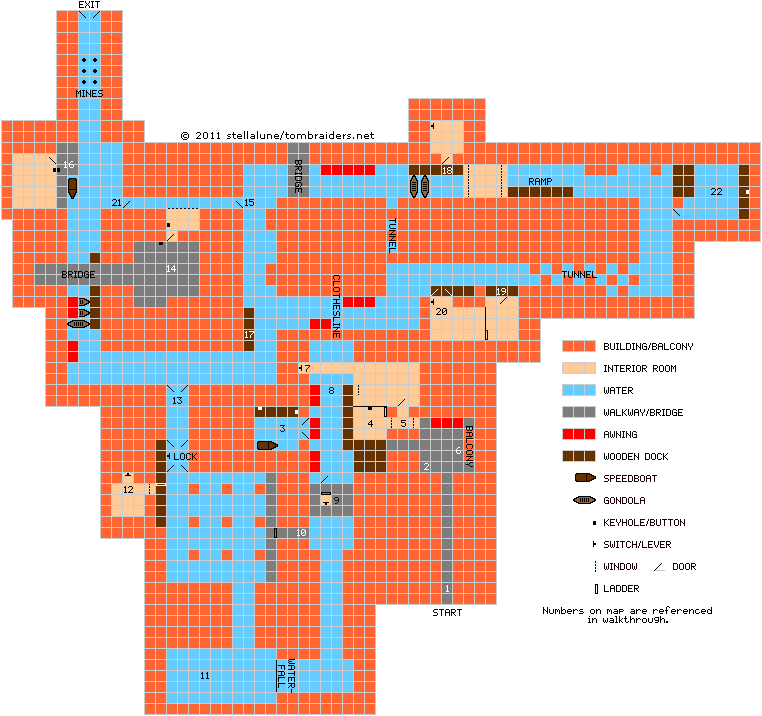 EXIT
MINES
© 2011 stellalune/tombraiders.net
16
BRIDGE
18
RAMP
22
21
15
TUNNEL
14
BRIDGE
TUNNEL
CLOTHESLINE
19
20
17
7
8
13
3
4
5
BALCONY
6
2
LOCK
12
9
10
1
START
11
WATER-
FALL
BUILDING/BALCONY
INTERIOR ROOM
WATER
WALKWAY/BRIDGE
AWNING
WOODEN DOCK
SPEEDBOAT
GONDOLA
KEYHOLE/BUTTON
SWITCH/LEVER
WINDOW
DOOR
LADDER
Numbers on map are referenced
in walkthrough.